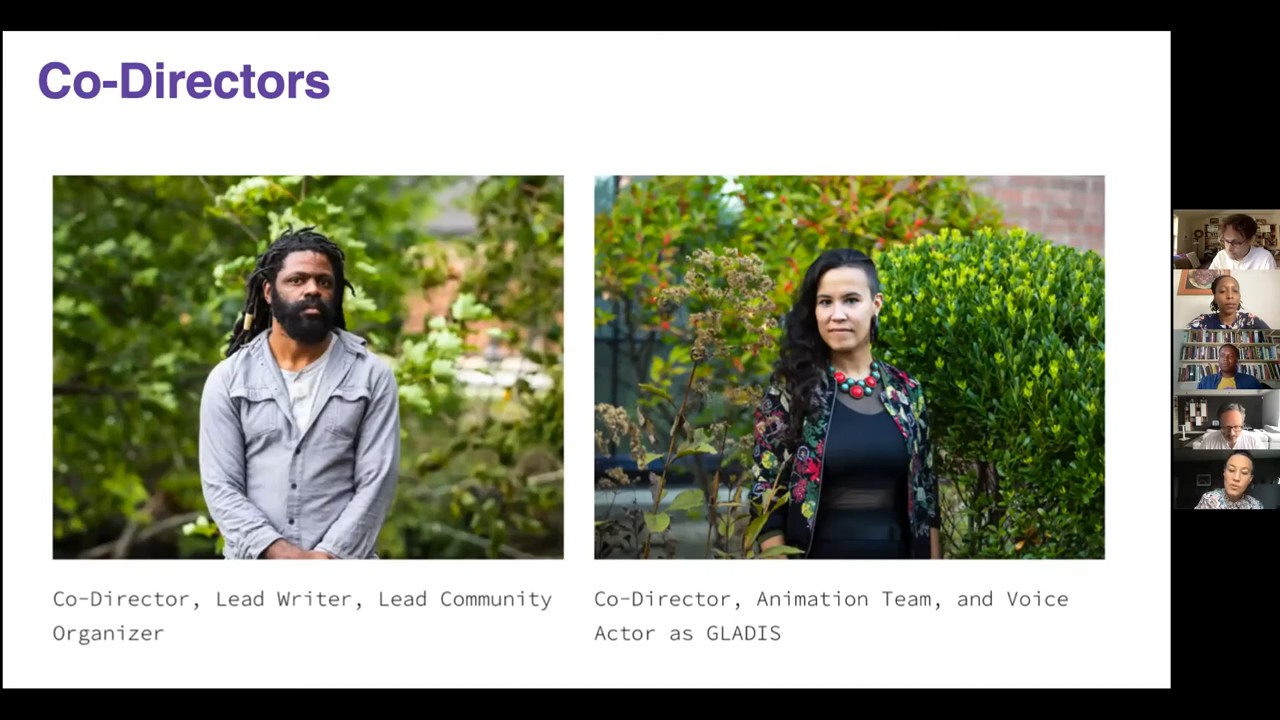 Co-Directors
Co-Director, Lead Writer, Lead Community
Organizer
Co-Director, Animation Team, and Voice
Actor as GLADIS